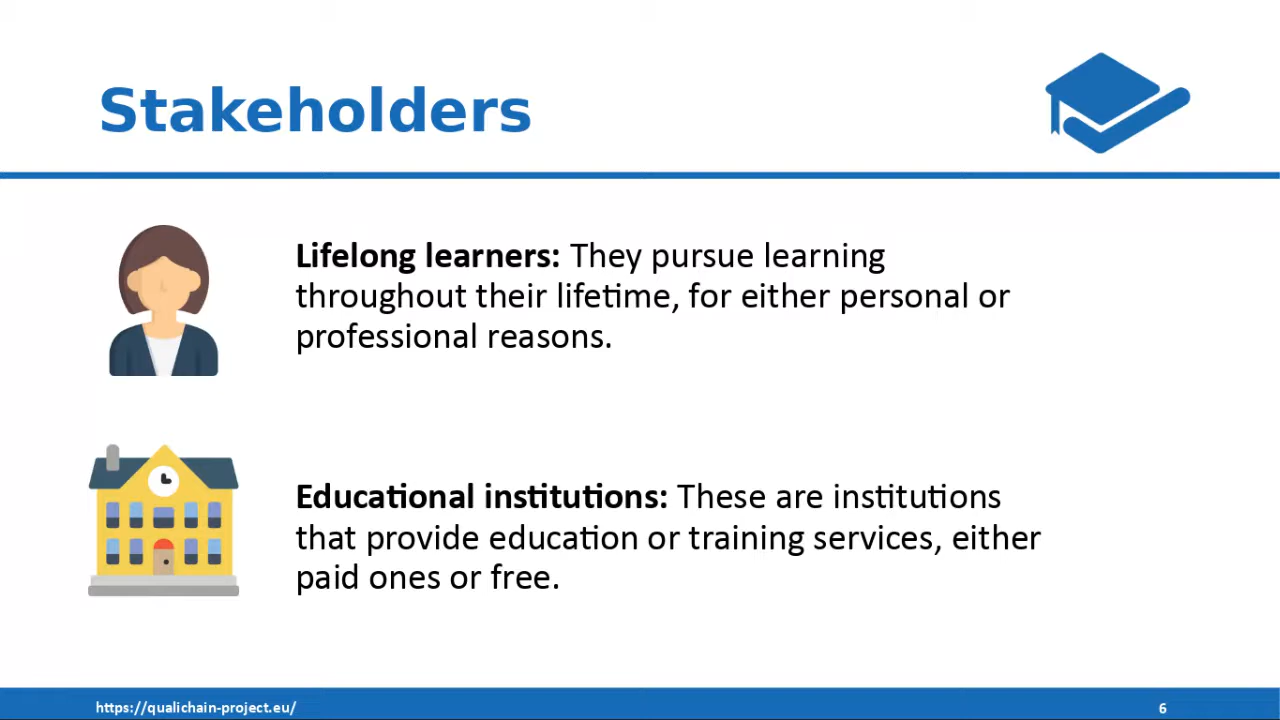 Stakeholders
Lifelong learners: They pursue learning
throughout their lifetime, for either personal or
professional reasons.
Educational institutions: These are institutions
that provide education or training services, either
paid ones or free.
https://qualichain-project.eu/
6